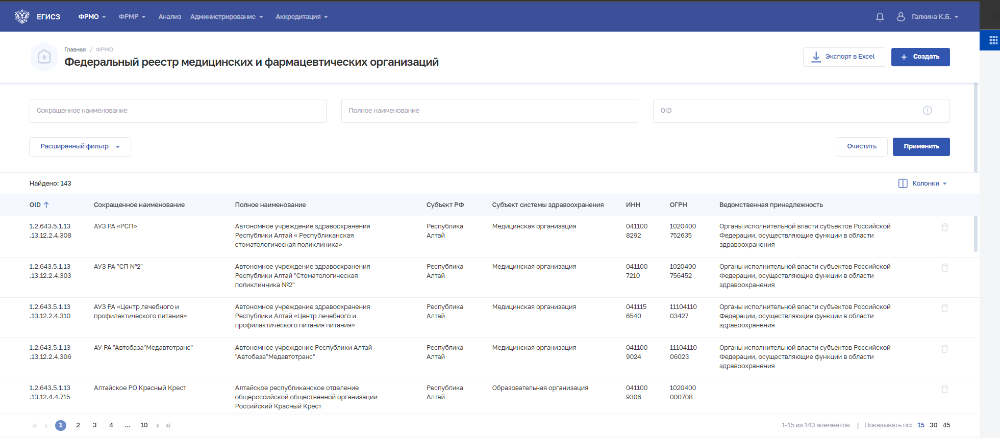 ЕГИСЗ ФРМО ФРМР Анализ Администрирование Аккредитация Галкина К.Б.
Главная / ФРМО
Федеральный реестр медицинских и фармацевтических организаций
Экспорт в Excel + Создать
Сокращенное наименование Полное наименование OID
Расширенный фильтр Очистить Применить
Найдено: 143 Колонки
OID Сокращенное наименование Полное наименование Субъект РФ Субъект системы здравоохранения ИНН ОГРН Ведомственная принадлежность
1.2.643.5.1.13 АУЗ РА «РСП» Автономное учреждение здравоохранения Республика Медицинская организация 041100 1020400 Органы исполнительной власти субъектов Российской
.13.12.2.4.308 Республики Алтай « Республиканская Алтай 8292 752635 Федерации, осуществляющие функции в области
стоматологическая поликлиника» здравоохранения
1.2.643.5.1.13 АУЗ РА "СП №2" Автономное учреждение здравоохранения Республика Медицинская организация 041100 1020400 Органы исполнительной власти субъектов Российской
.13.12.2.4.303 Республики Алтай "Стоматологическая Алтай 7210 756452 Федерации, осуществляющие функции в области
поликлинника №2" здравоохранения
1.2.643.5.1.13 АУЗ РА «Центр лечебного и Автономное учреждение здравоохранения Республика Медицинская организация 041115 11104110 Органы исполнительной власти субъектов Российской
.13.12.2.4.310 профилактического питания» Республики Алтай «Центр лечебного и Алтай 6540 03427 Федерации, осуществляющие функции в области
профилактического питания питания» здравоохранения
1.2.643.5.1.13 АУ РА "Автобаза"Медавтотранс" Автономное учреждение Республики Алтай Республика Медицинская организация 041100 11104110 Органы исполнительной власти субъектов Российской
.13.12.2.4.306 "Автобаза"Медавтотранс" Алтай 9024 06023 Федерации, осуществляющие функции в области
здравоохранения
1.2.643.5.1.13 Алтайское РО Красный Крест Алтайское республиканское отделение Республика Образовательная организация 041100 1020400
.13.12.4.4.715 общероссийской общественной организации Алтай 9306 000708
Российский Красный Крест
1 2 3 4 ... 10 1-15 из 143 элементов | Показывать по: 15 30 45